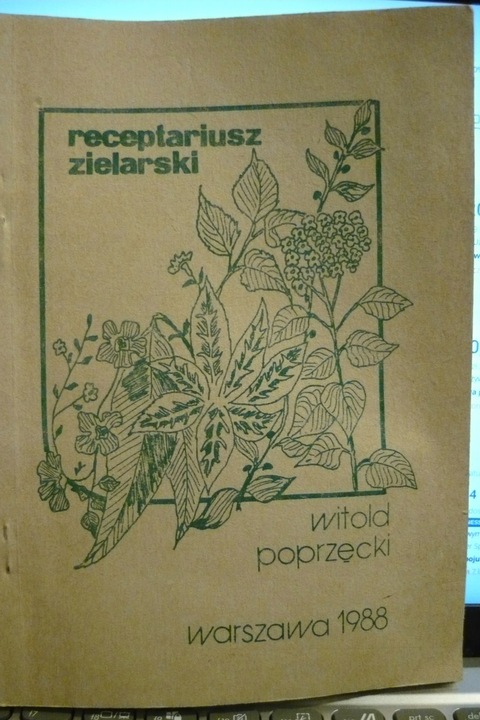 receptariusz
zielarski
witold
poprzęcki
warszawa 1988